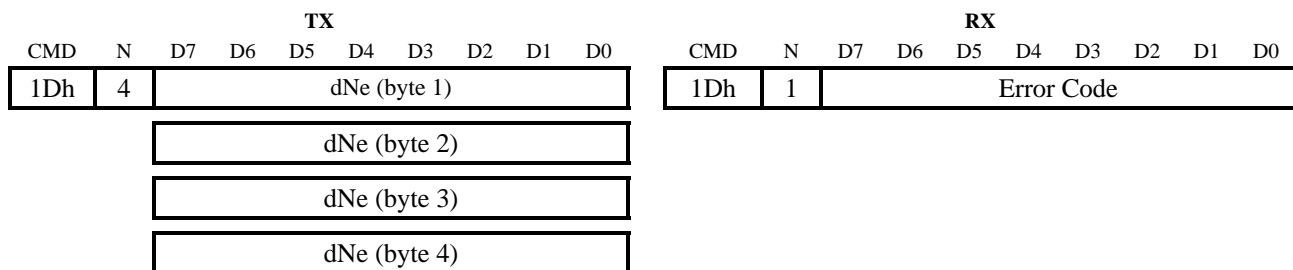 TX RX
CMD N D7 D6 D5 D4 D3 D2 D1 D0 CMD N D7 D6 D5 D4 D3 D2 D1 D0
1Dh 4 dNe (byte 1) 1Dh 1 Error Code
dNe (byte 2)
dNe (byte 3)
dNe (byte 4)